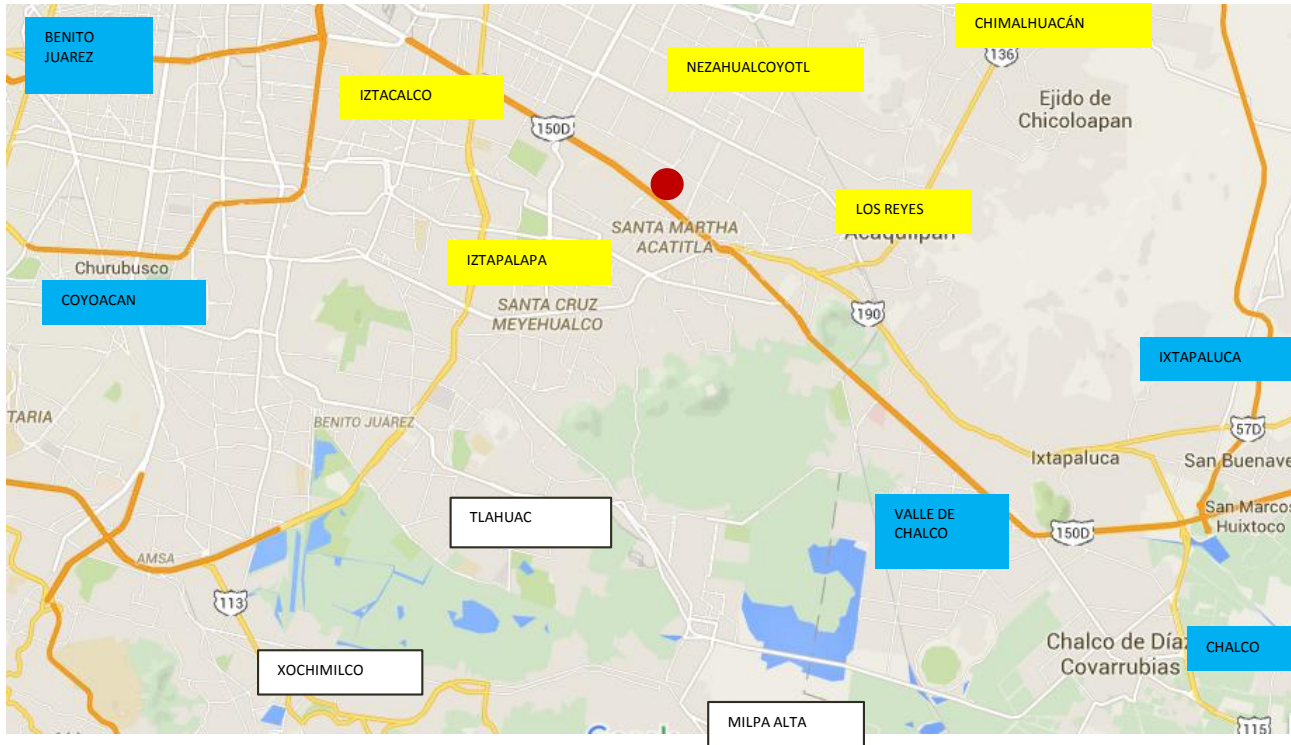 BENITO
JUAREZ
CHIMALHUACÁN
136
NEZAHUALCOYOTL
IZTACALCO
Ejido de
Chicoloapan
150D
LOS REYES
Acaquilpan
SANTA MARTHA
ACATITLA
IZTAPALAPA
Churubusco
COYOACAN
SANTA CRUZ
MEYEHUALCO
190
IXTAPALUCA
TARIA
BENITO JUÁREZ
57D
Ixtapaluca
San Buenave
TLAHUAC
VALLE DE
CHALCO
San Marcos
Huixtoco
150D
AMSA
113
Chalco de Díaz
Covarrubias
CHALCO
XOCHIMILCO
MILPA ALTA
115